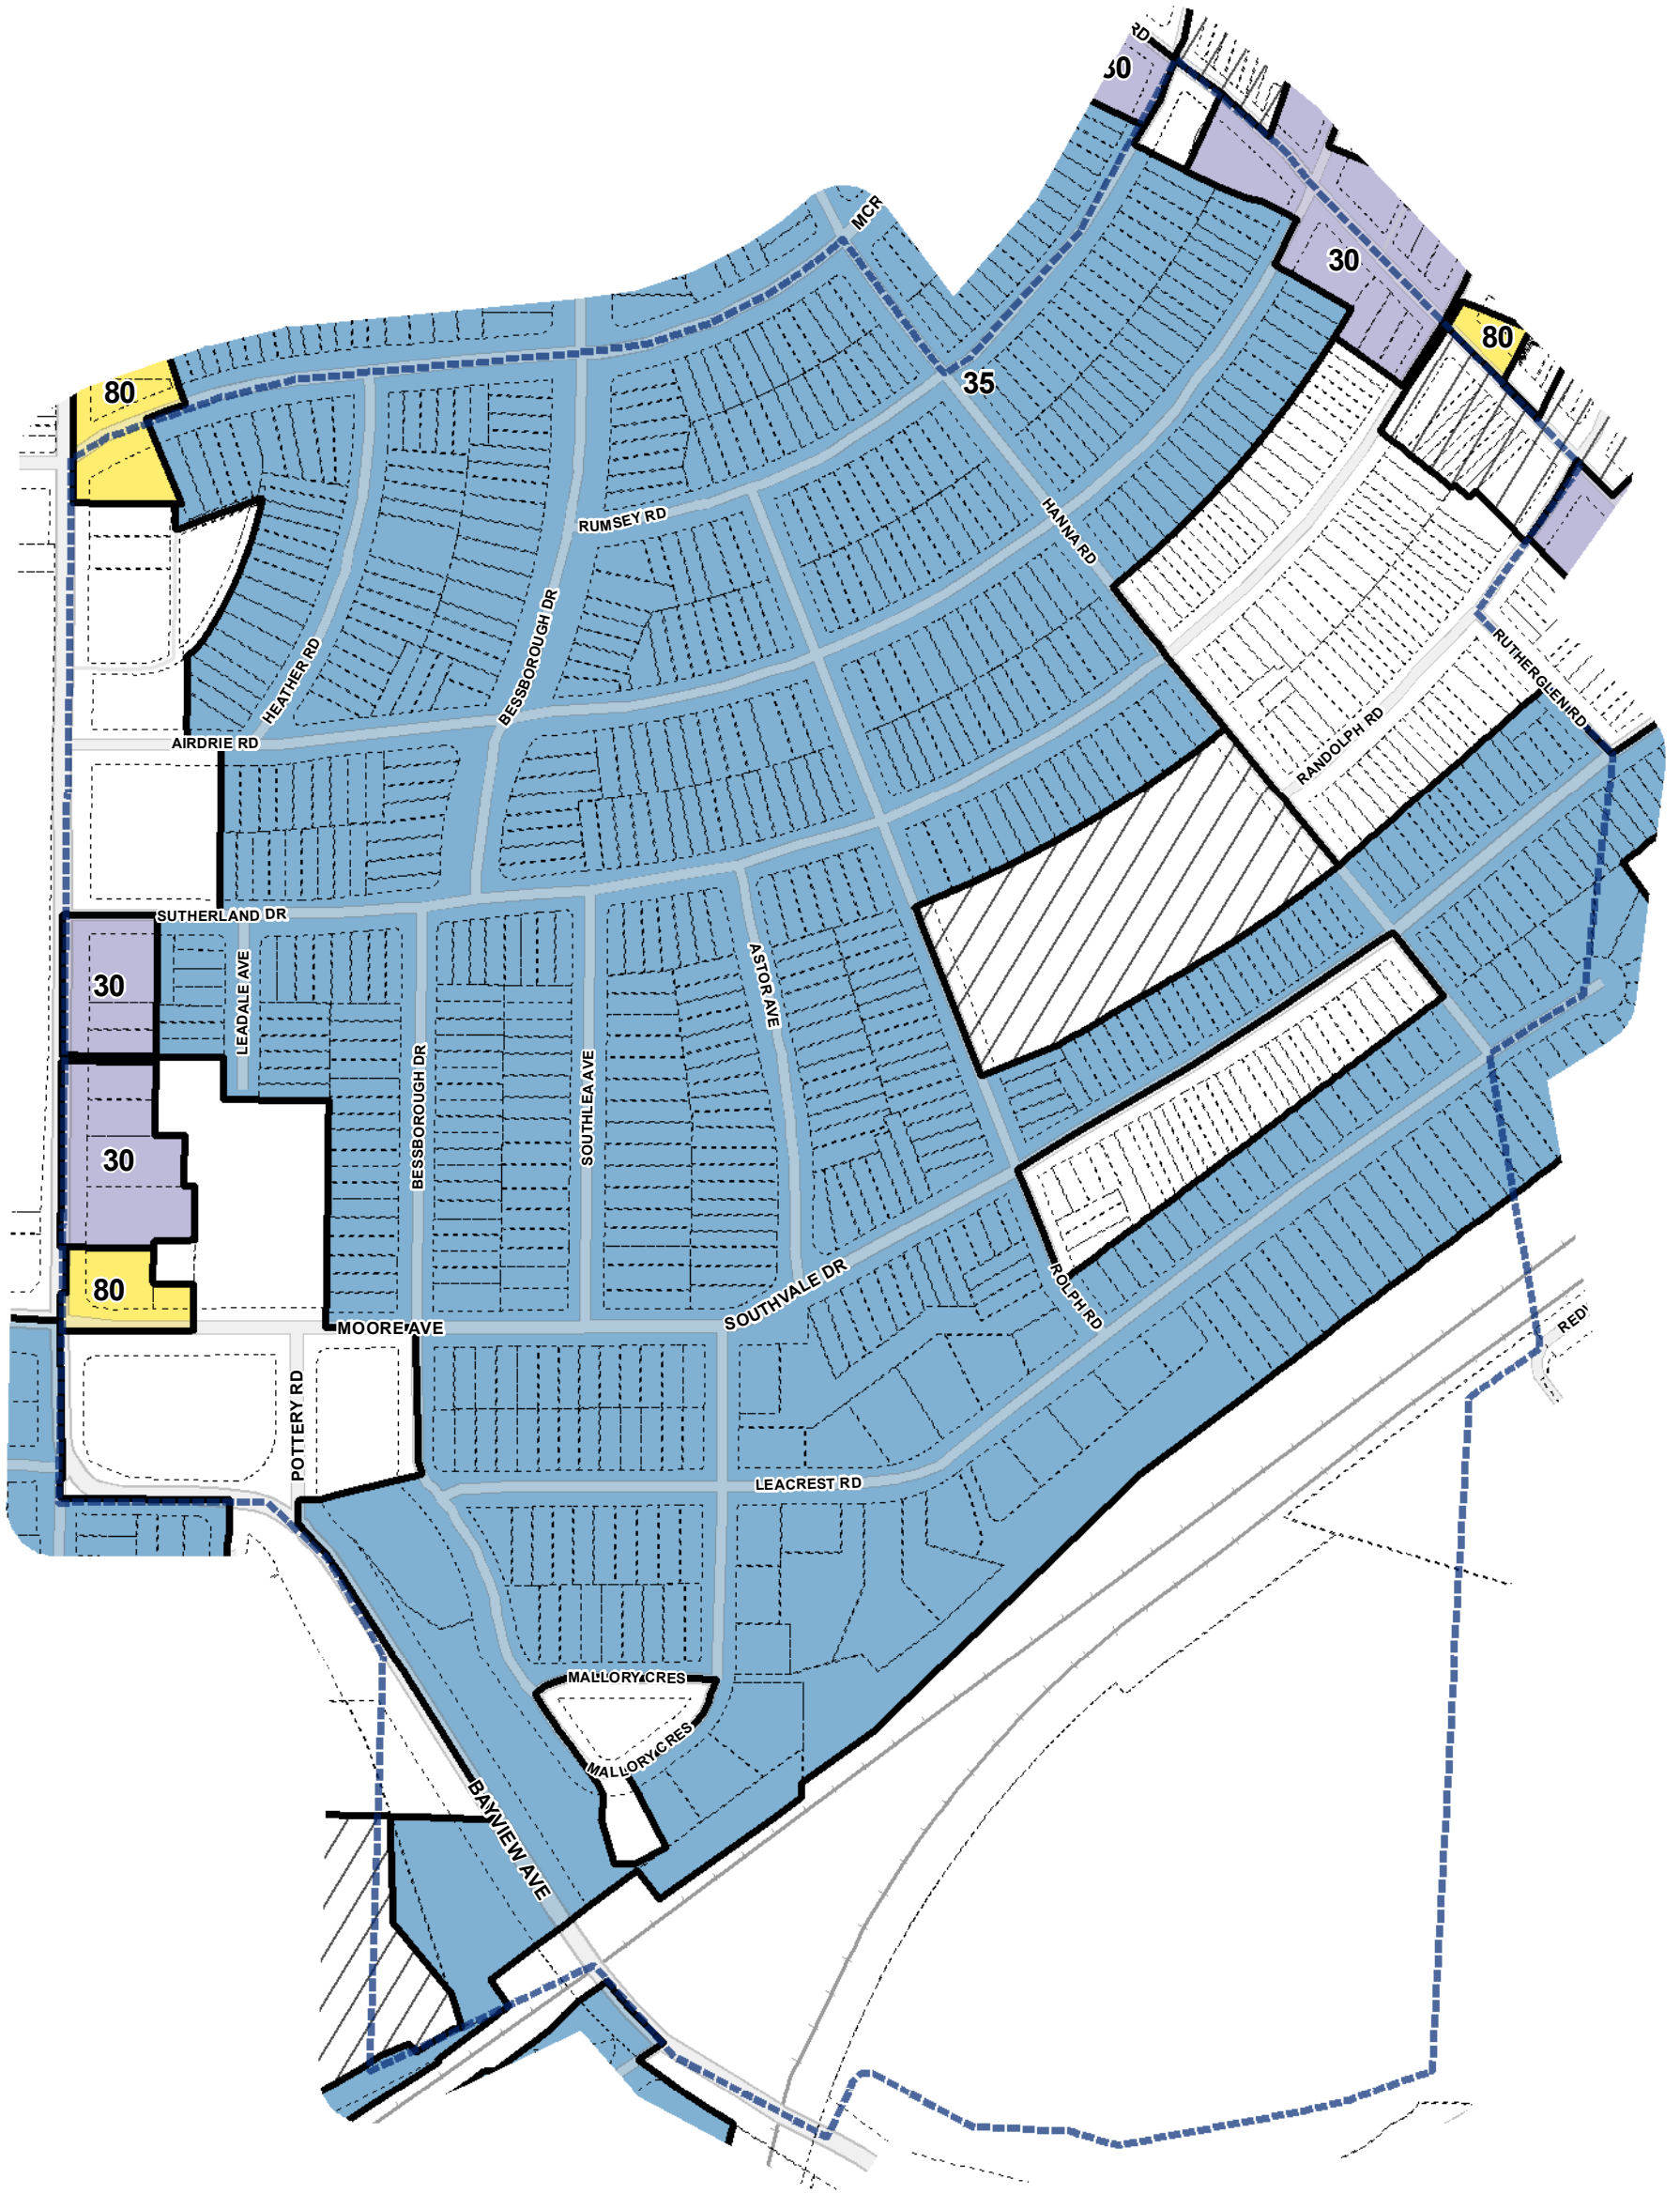 RD
30
MCR
30
80
35
80
RUMSEY RD
HANNA RD
BESSBOROUGH DR
HEATHER RD
RUTHERGLEN RD
AIRDRIE RD
RANDOLPH RD
SUTHERLAND DR
LEADALE AVE
ASTOR AVE
30
BESSBOROUGH DR
SOUTHLEA AVE
30
80
SOUTHVALE DR
ROLPH RD
MOORE AVE
REDW
POTTERY RD
LEACREST RD
MALLORY CRES
MALLORY CRES
BAYVIEW AVE